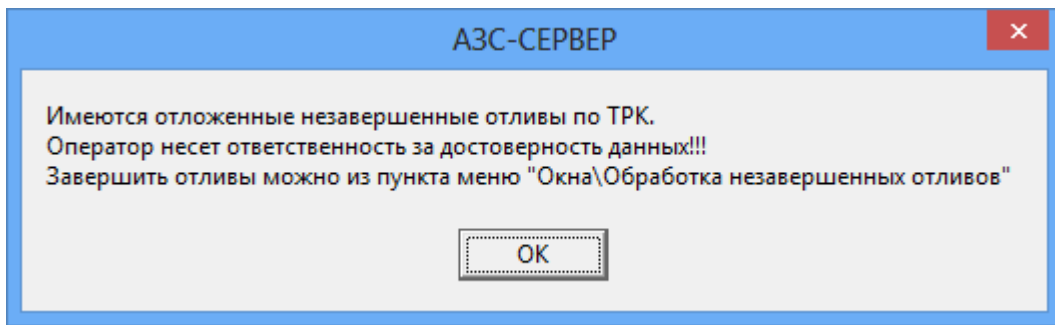 АЗС-СЕРВЕР
Имеются отложенные незавершенные отливы по ТРК.
Оператор несет ответственность за достоверность данных!!!
Завершить отливы можно из пункта меню "Окна\Обработка незавершенных отливов"
ОК